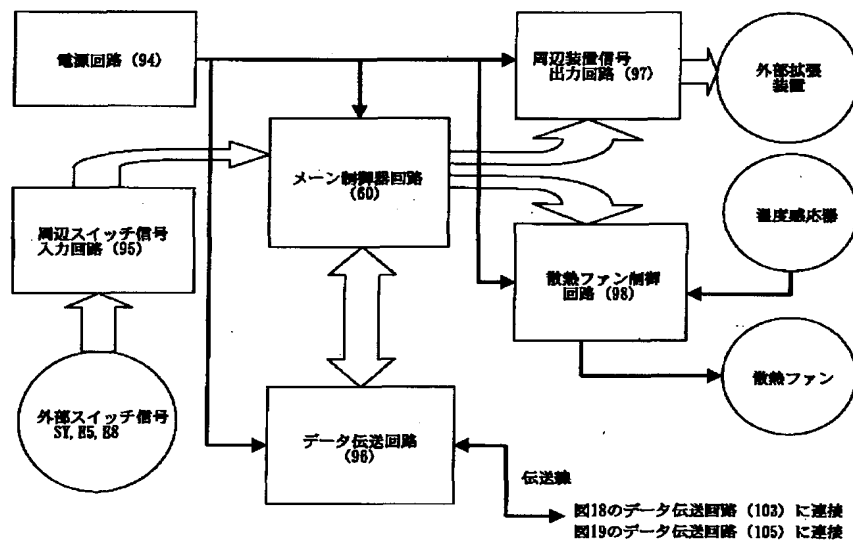 電源回路 (94)
周辺装置信号
出力回路 (97)
外部拡張
装置
メーン制御器回路
(60)
周辺スイッチ信号
入力回路 (95)
温度感応器
散熱ファン制御
回路 (98)
外部スイッチ信号
SY, E5, E8
データ伝送回路
(96)
散熱ファン
伝送線
図18のデータ伝送回路 (103) に連接
図19のデータ伝送回路 (105) に連接